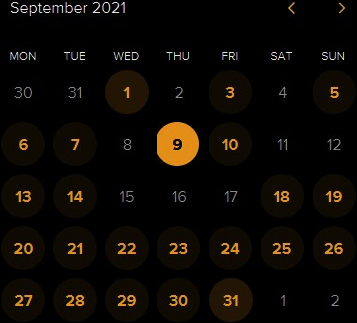 September 2021
MON TUE WED THU FRI SAT SUN
30 31 1 2 3 4 5
6 7 8 9 10 11 12
13 14 15 16 17 18 19
20 21 22 23 24 25 26
27 28 29 30 31 1 2